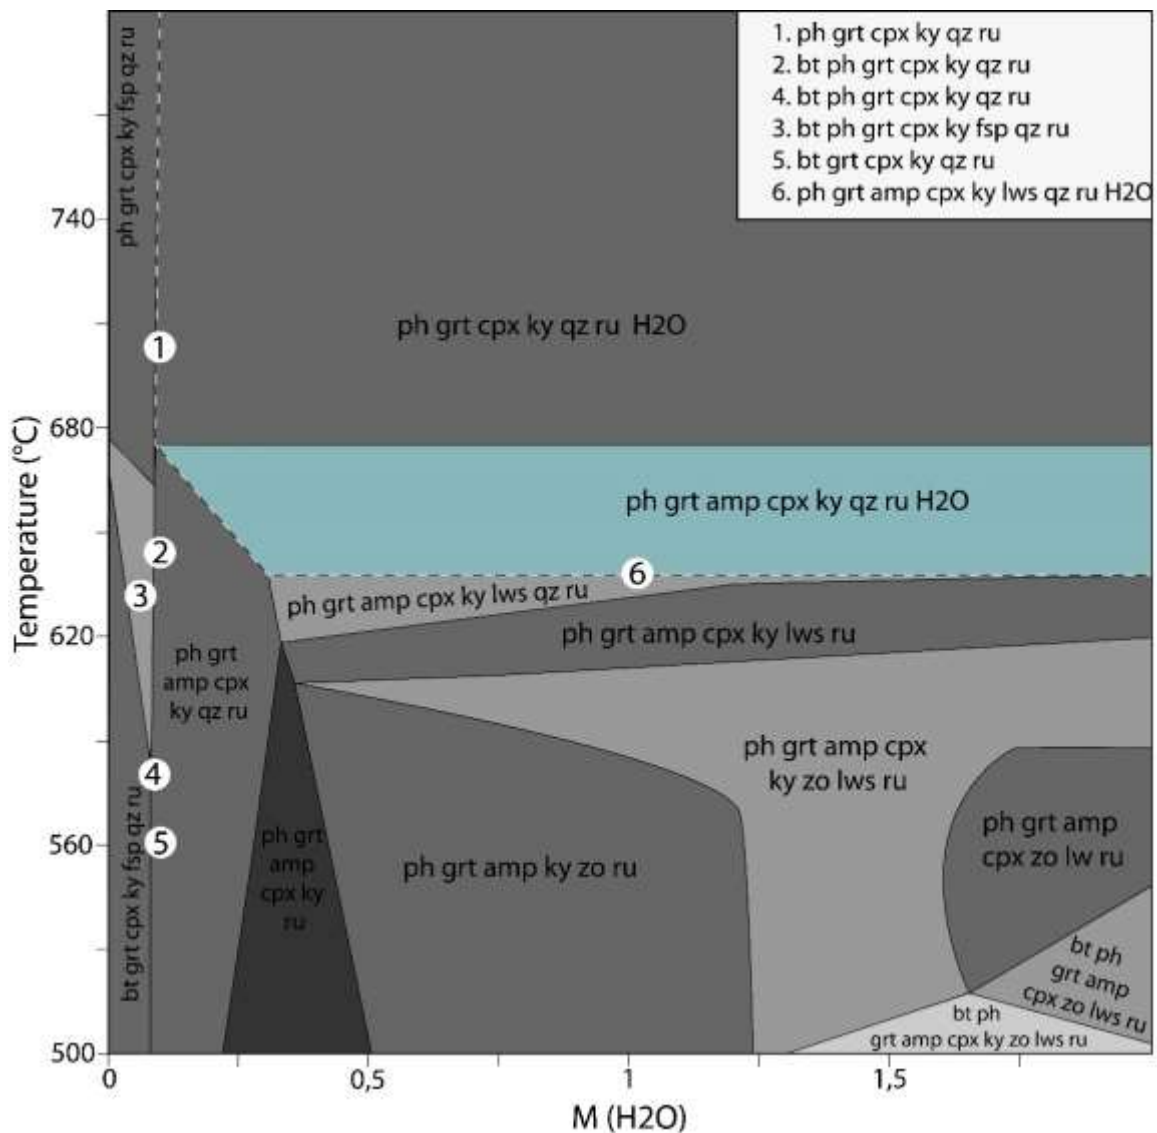 ph grt cpx ky fsp qz ru
1. ph grt cpx ky qz ru
2. bt ph grt cpx ky qz ru
4. bt ph grt cpx ky qz ru
3. bt ph grt cpx ky fsp qz ru
5. bt grt cpx ky qz ru
6. ph grt amp cpx ky lws qz ru H2O
740
ph grt cpx ky qz ru H2O
1
680
Temperature (°C)
ph grt amp cpx ky qz ru H2O
2
6
3
ph grt amp cpx ky lws qz ru
620
ph grt amp cpx ky lws ru
ph grt
amp cpx
ky qz ru
ph grt amp cpx
ky zo lws ru
4
bt grt cpx ky fsp qz ru
5
560
ph grt
amp
cpx ky
ru
ph grt amp ky zo ru
ph grt amp
cpx zo lw ru
bt ph
grt amp
cpx zo lws ru
bt ph
grt amp cpx ky zo lws ru
500
0
0,5
1
1,5
M (H2O)